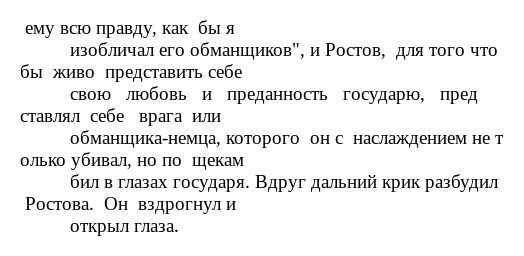 ему всю правду, как бы я
изобличал его обманщиков", и Ростов, для того что
бы живо представить себе
свою любовь и преданность государю, пред
ставлял себе врага или
обманщика-немца, которого он с наслаждением не т
олько убивал, но по щекам
бил в глазах государя. Вдруг дальний крик разбудил
Ростова. Он вздрогнул и
открыл глаза.